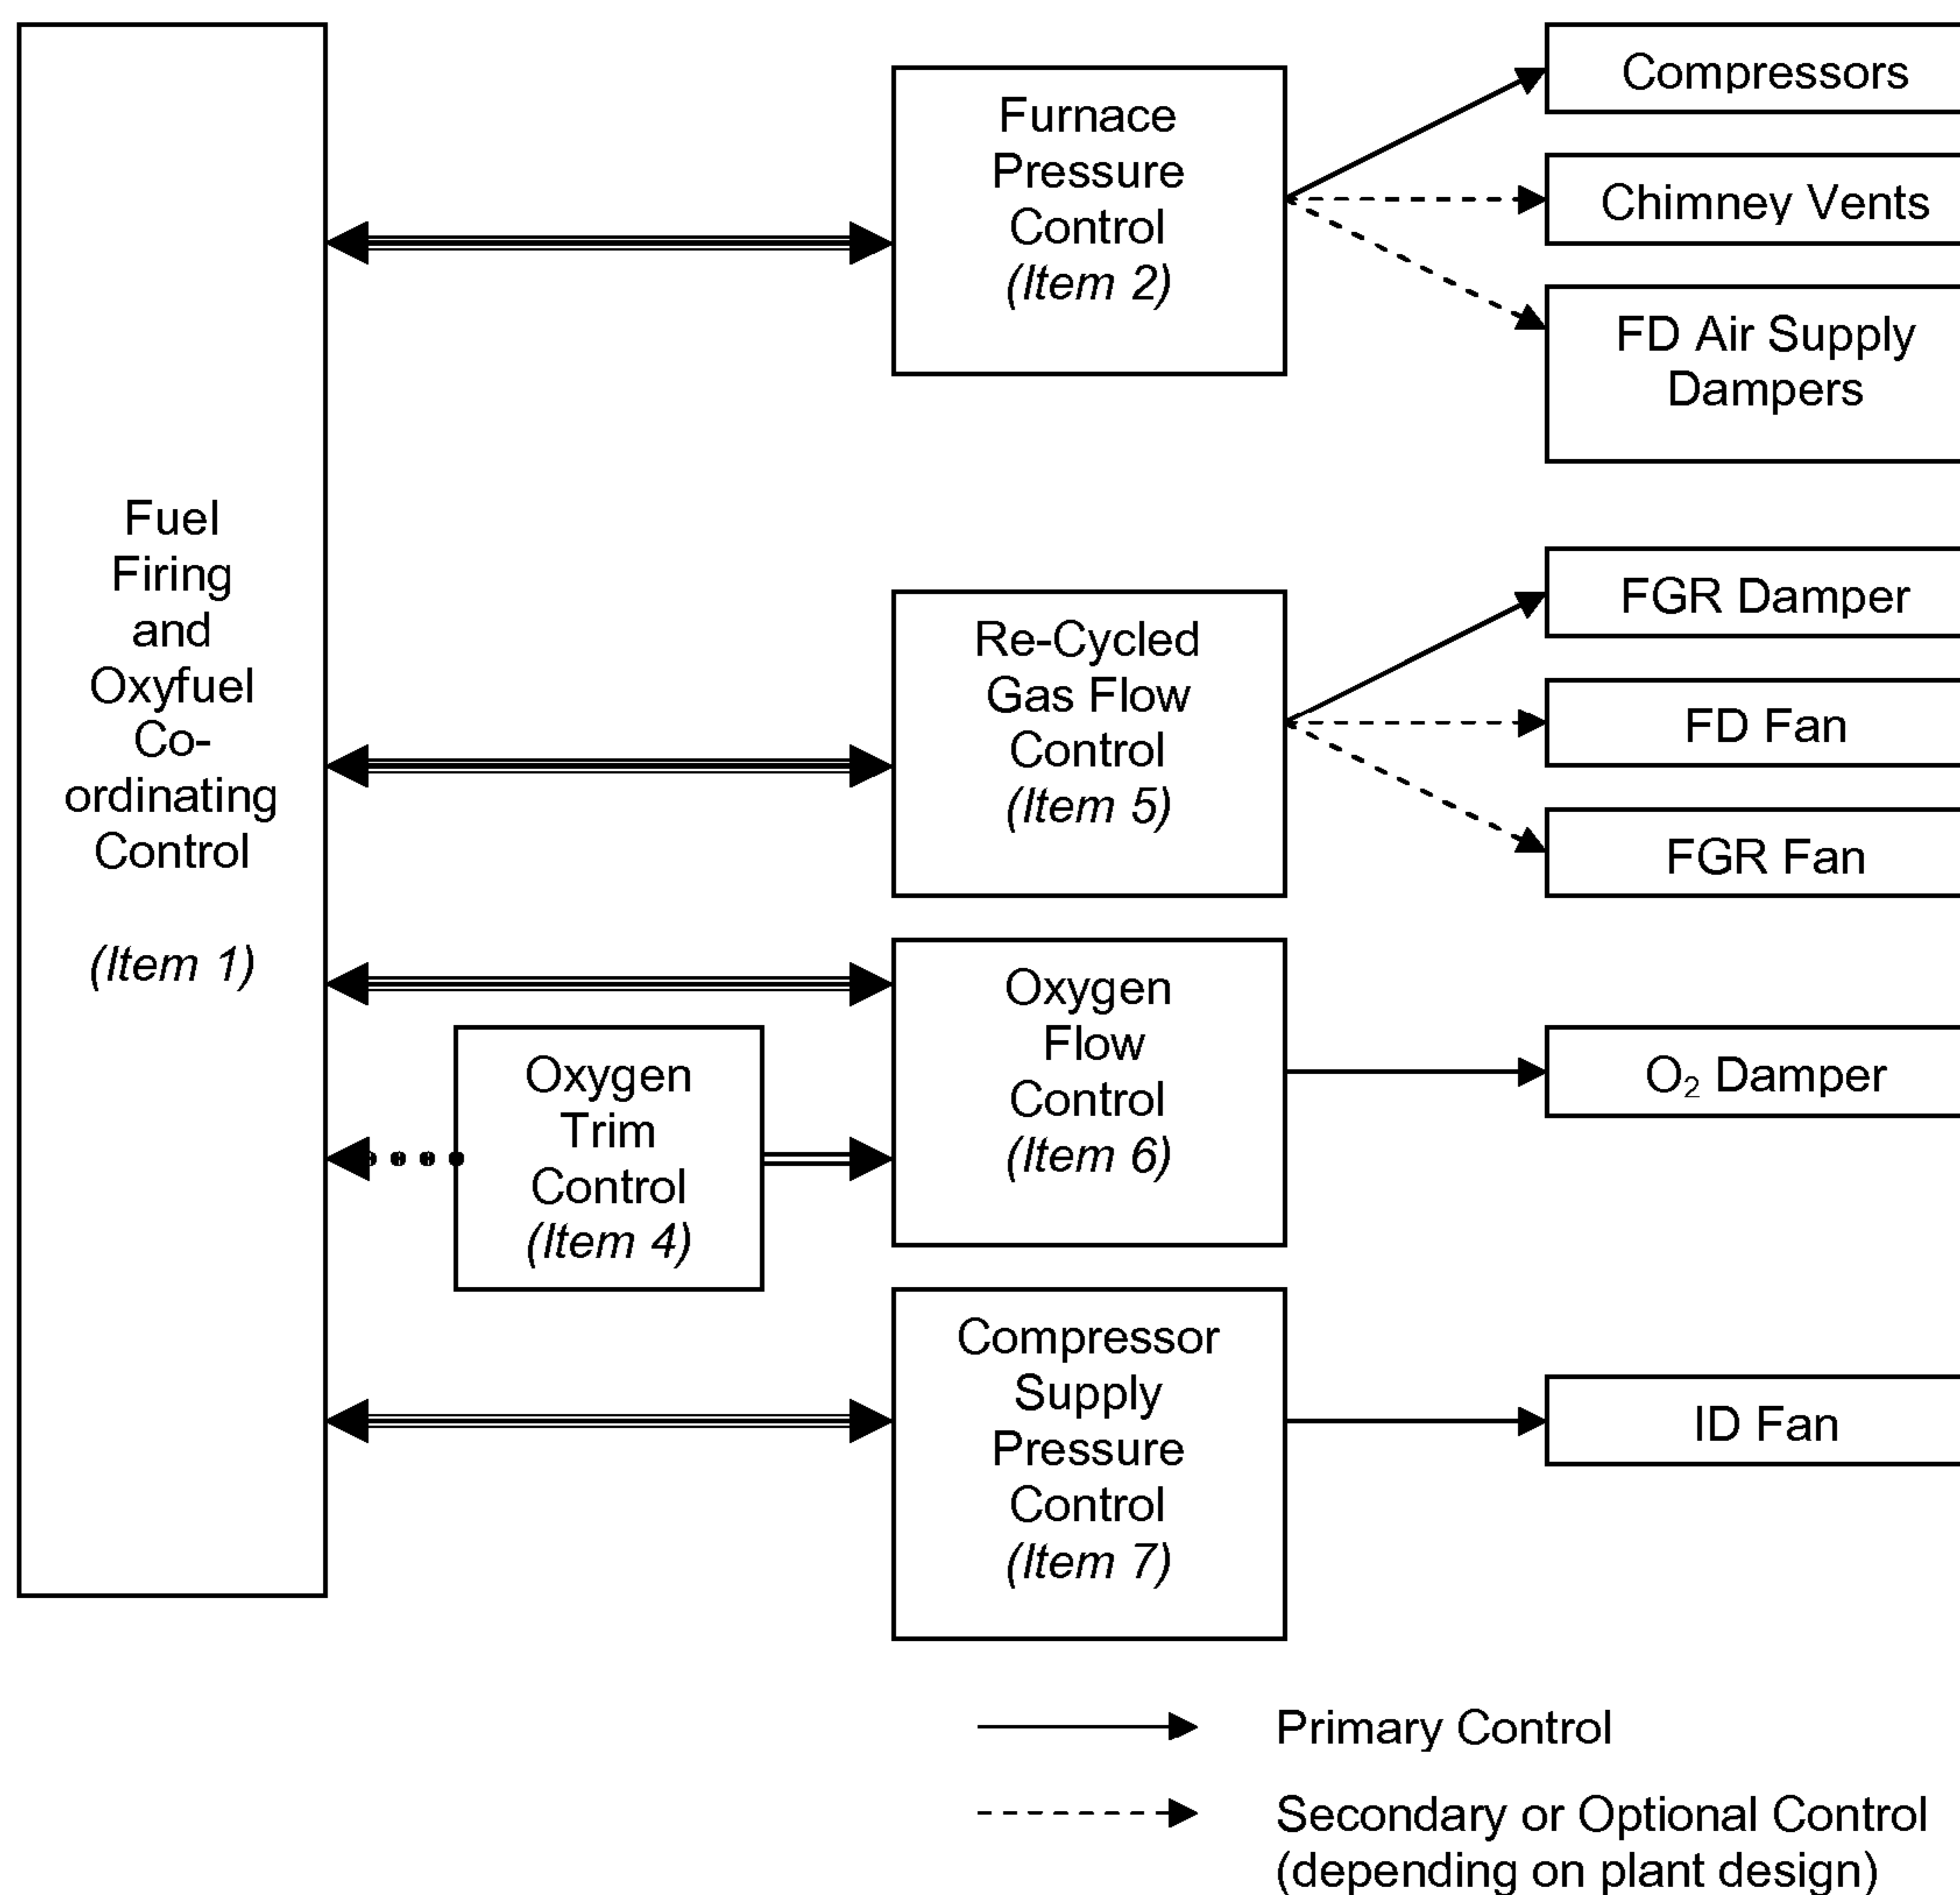 Fuel
Firing
and
Oxyfuel
Co-
ordinating
Control
(Item 1)
Furnace
Pressure
Control
(Item 2)
Compressors
Chimney Vents
FD Air Supply
Dampers
Re-Cycled
Gas Flow
Control
(Item 5)
FGR Damper
FD Fan
FGR Fan
Oxygen
Trim
Control
(Item 4)
Oxygen
Flow
Control
(Item 6)
O₂ Damper
Compressor
Supply
Pressure
Control
(Item 7)
ID Fan
Primary Control
Secondary or Optional Control
(depending on plant design)